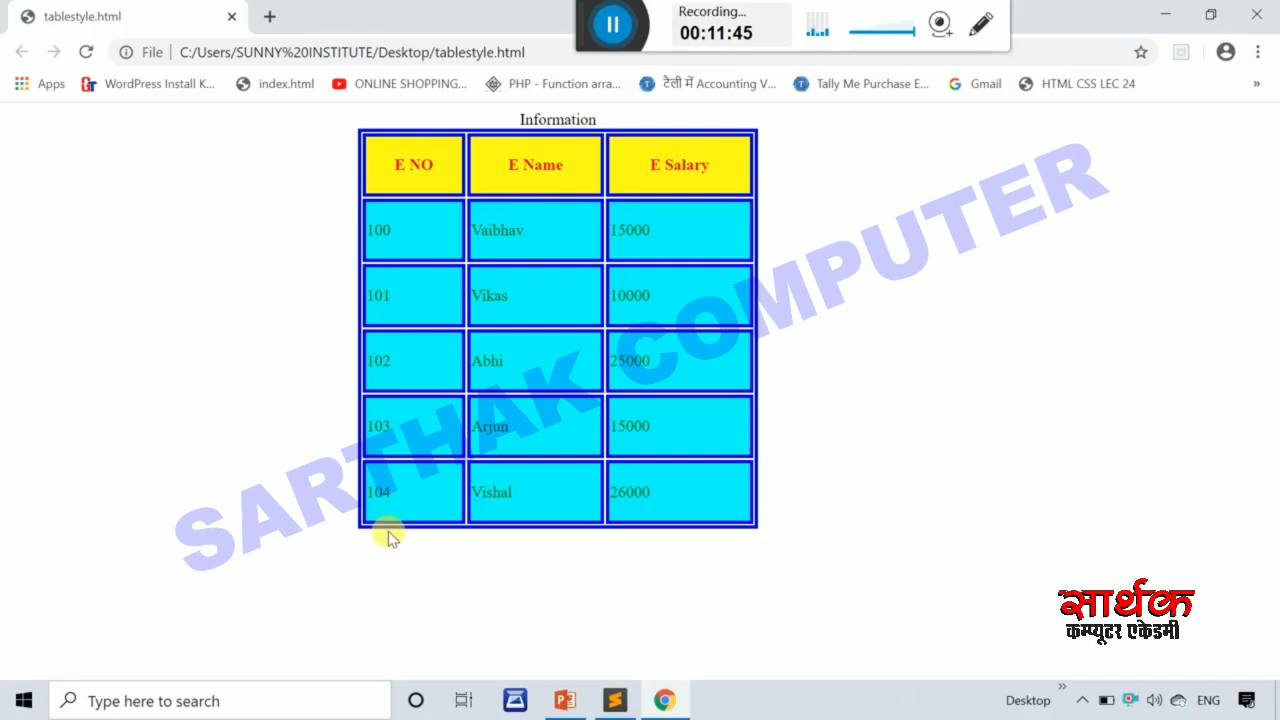 tablestyle.html
Recording...
00:11:45
File
C:/Users/SUNNY%20INSTITUTE/Desktop/tablestyle.html
Apps
WordPress Install K...
index.html
ONLINE SHOPPING...
PHP - Function arra...
टैली में Accounting V...
Tally Me Purchase E...
Gmail
HTML CSS LEC 24
Information
E NO E Name E Salary
100 Vaibhav 15000
101 Vikas 10000
102 Abhi 25000
103 Arjun 15000
104 Vishal 26000
SARTHAK COMPUTER
सार्थक
कम्प्यूटर एकेडमी
Type here to search
Desktop
ENG